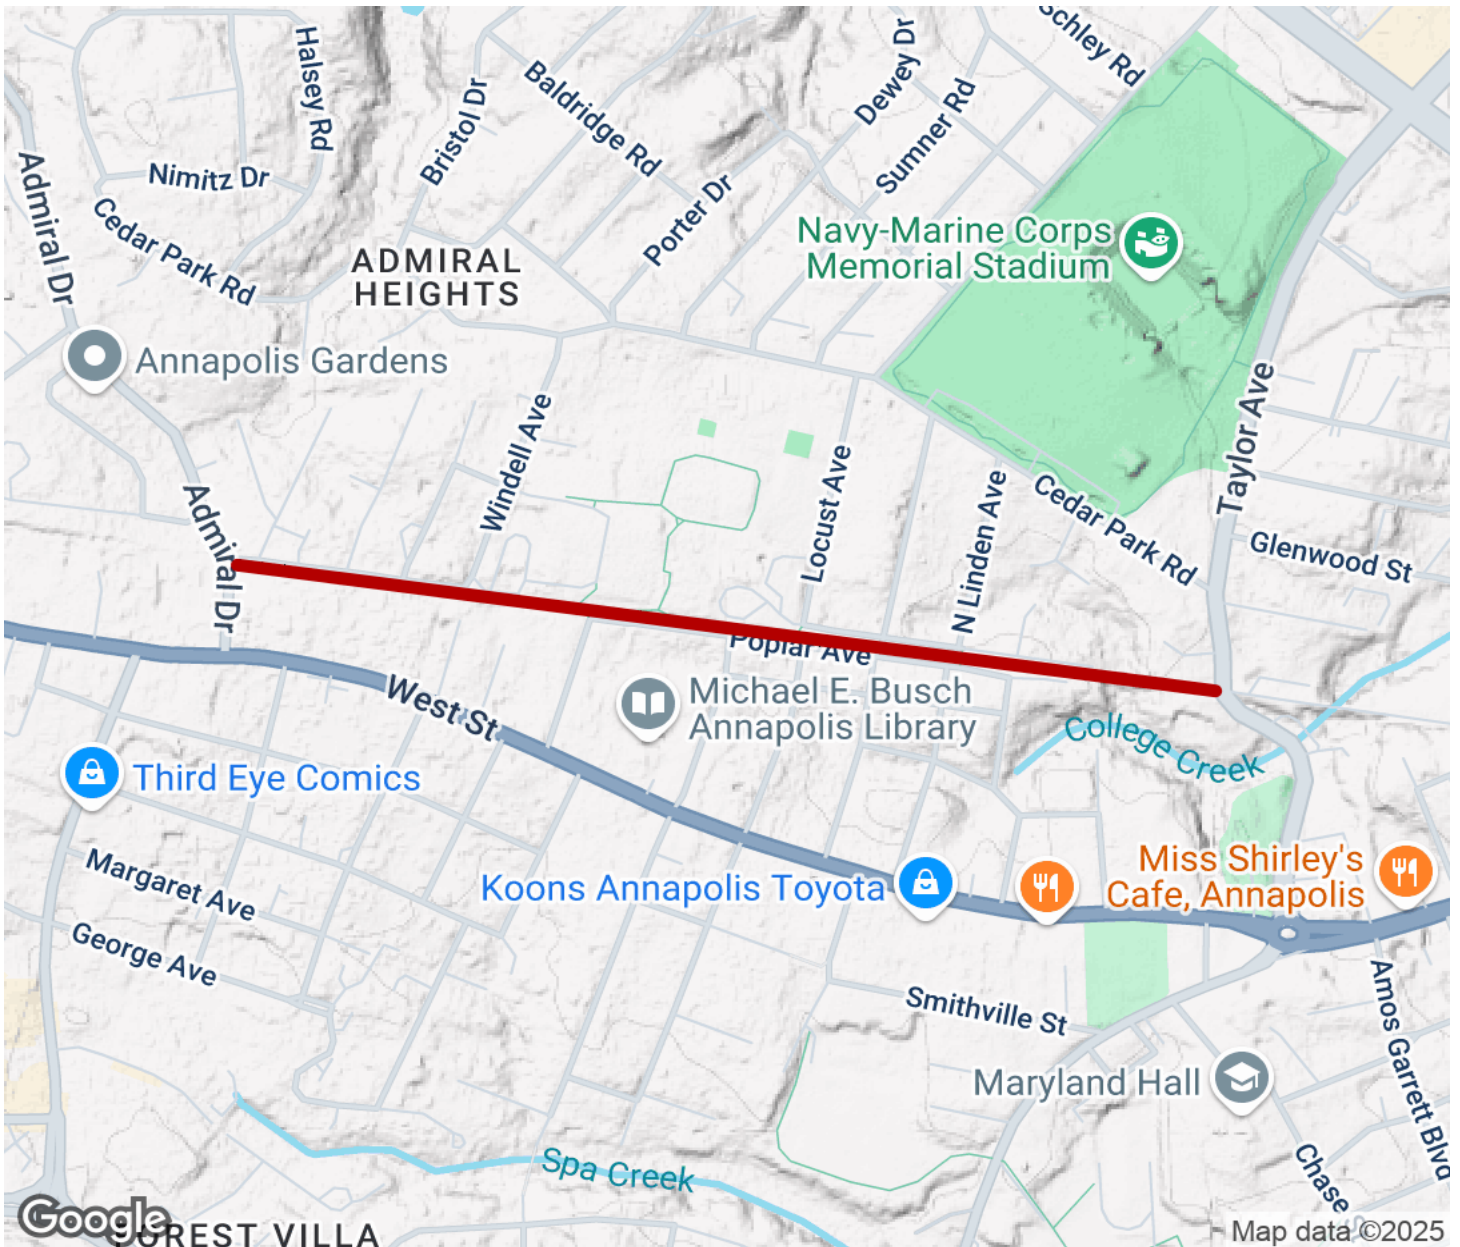 Schley Rd
Halsey Rd
Dewey Dr
Baldridge Rd
Bristol Dr
Sumner Rd
Admiral Dr
Nimitz Dr
Porter Dr
Cedar Park Rd
Navy-Marine Corps
Memorial Stadium
ADMIRAL
HEIGHTS
Annapolis Gardens
Taylor Ave
Windell Ave
Locust Ave
N Linden Ave
Cedar Park Rd
Admiral Dr
Glenwood St
Poplar Ave
West St
Michael E. Busch
Annapolis Library
College Creek
Third Eye Comics
Margaret Ave
Koons Annapolis Toyota
Miss Shirley's
Cafe, Annapolis
George Ave
Smithville St
Amos Garrett Blvd
Maryland Hall
Spa Creek
Chase
Google
FOREST VILLA
Map data ©2025